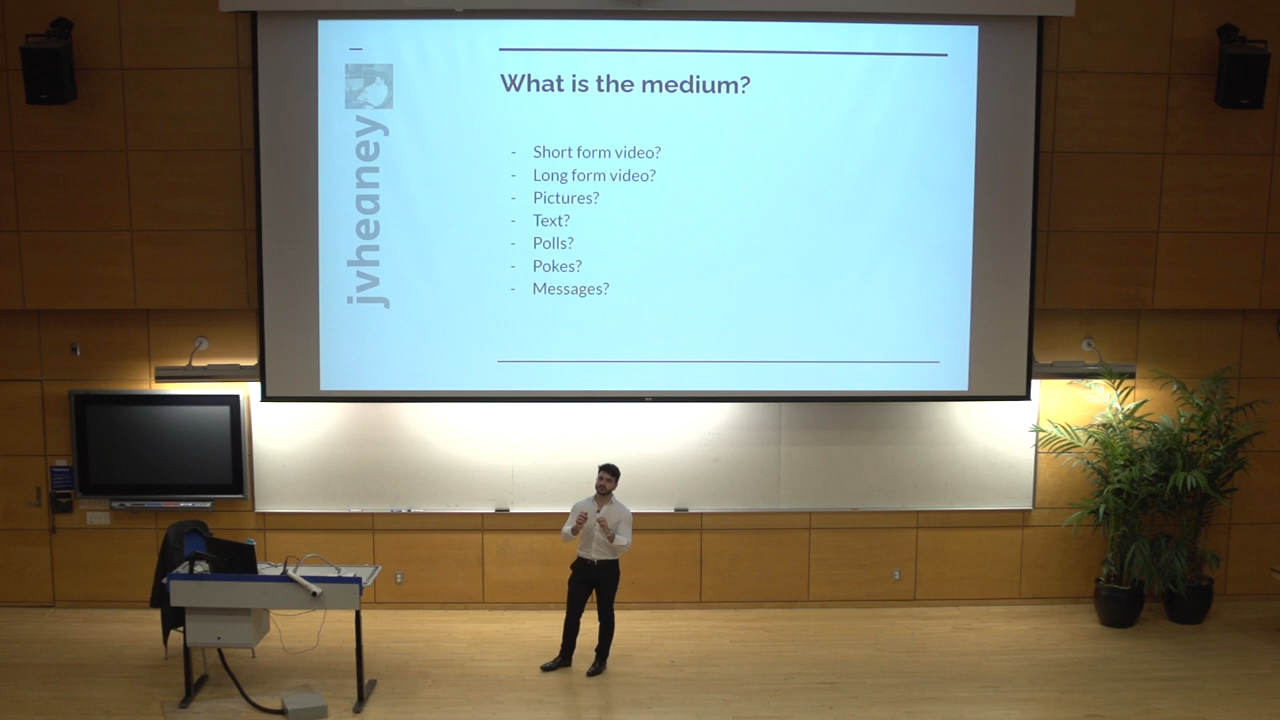 jvheaney
What is the medium?
- Short form video?
- Long form video?
- Pictures?
- Text?
- Polls?
- Pokes?
- Messages?